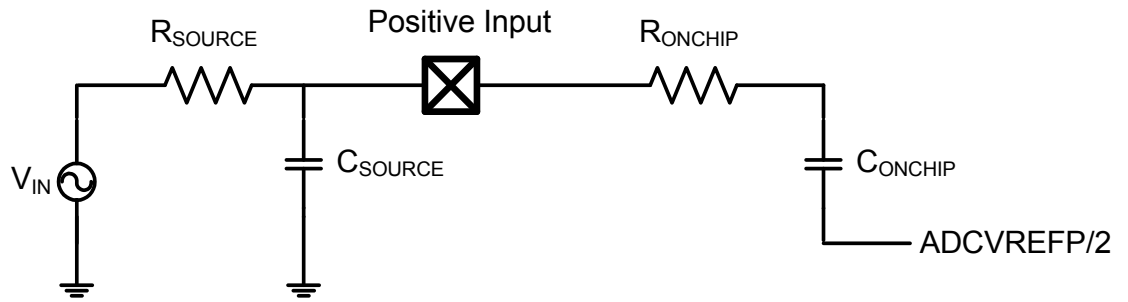 Positive Input
RSOURCE
RONCHIP
VIN
CSOURCE
CONCHIP
ADCVREFP/2